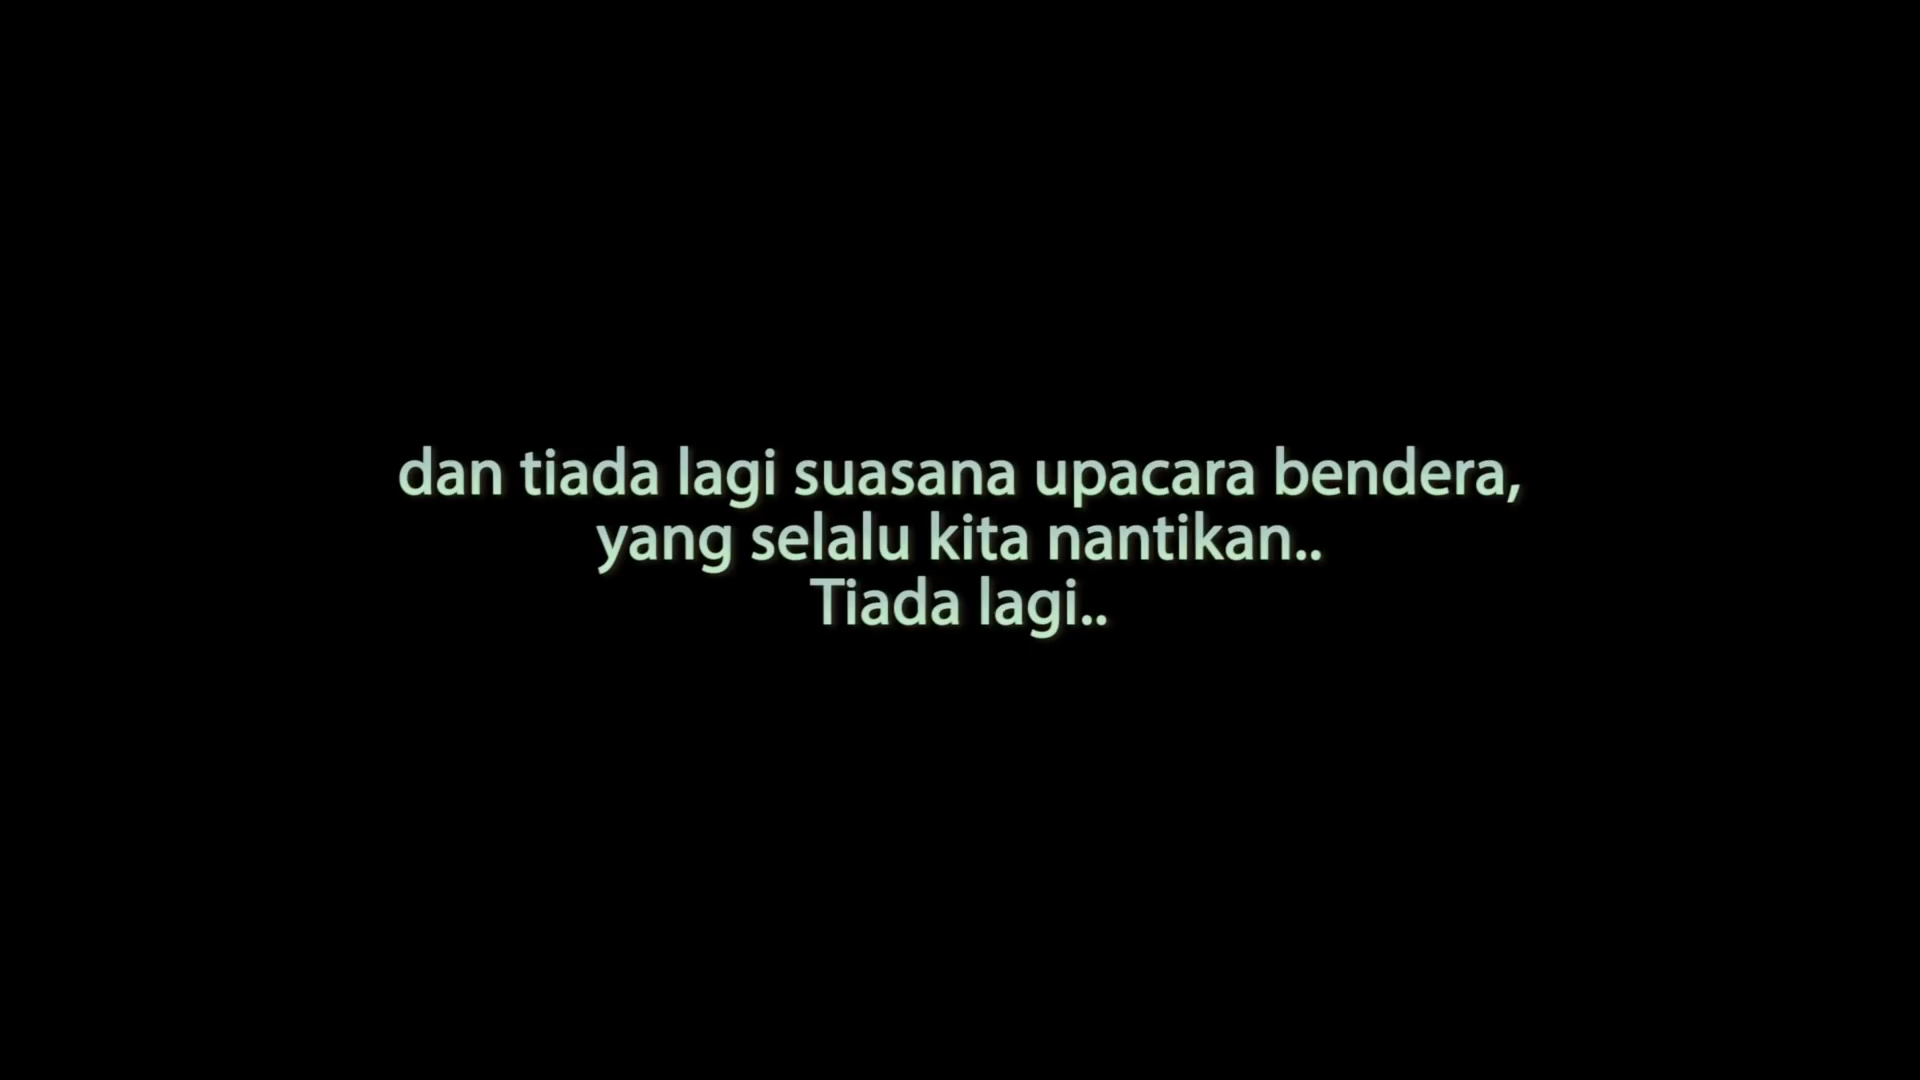 dan tiada lagi suasana upacara bendera,
yang selalu kita nantikan..
Tiada lagi..